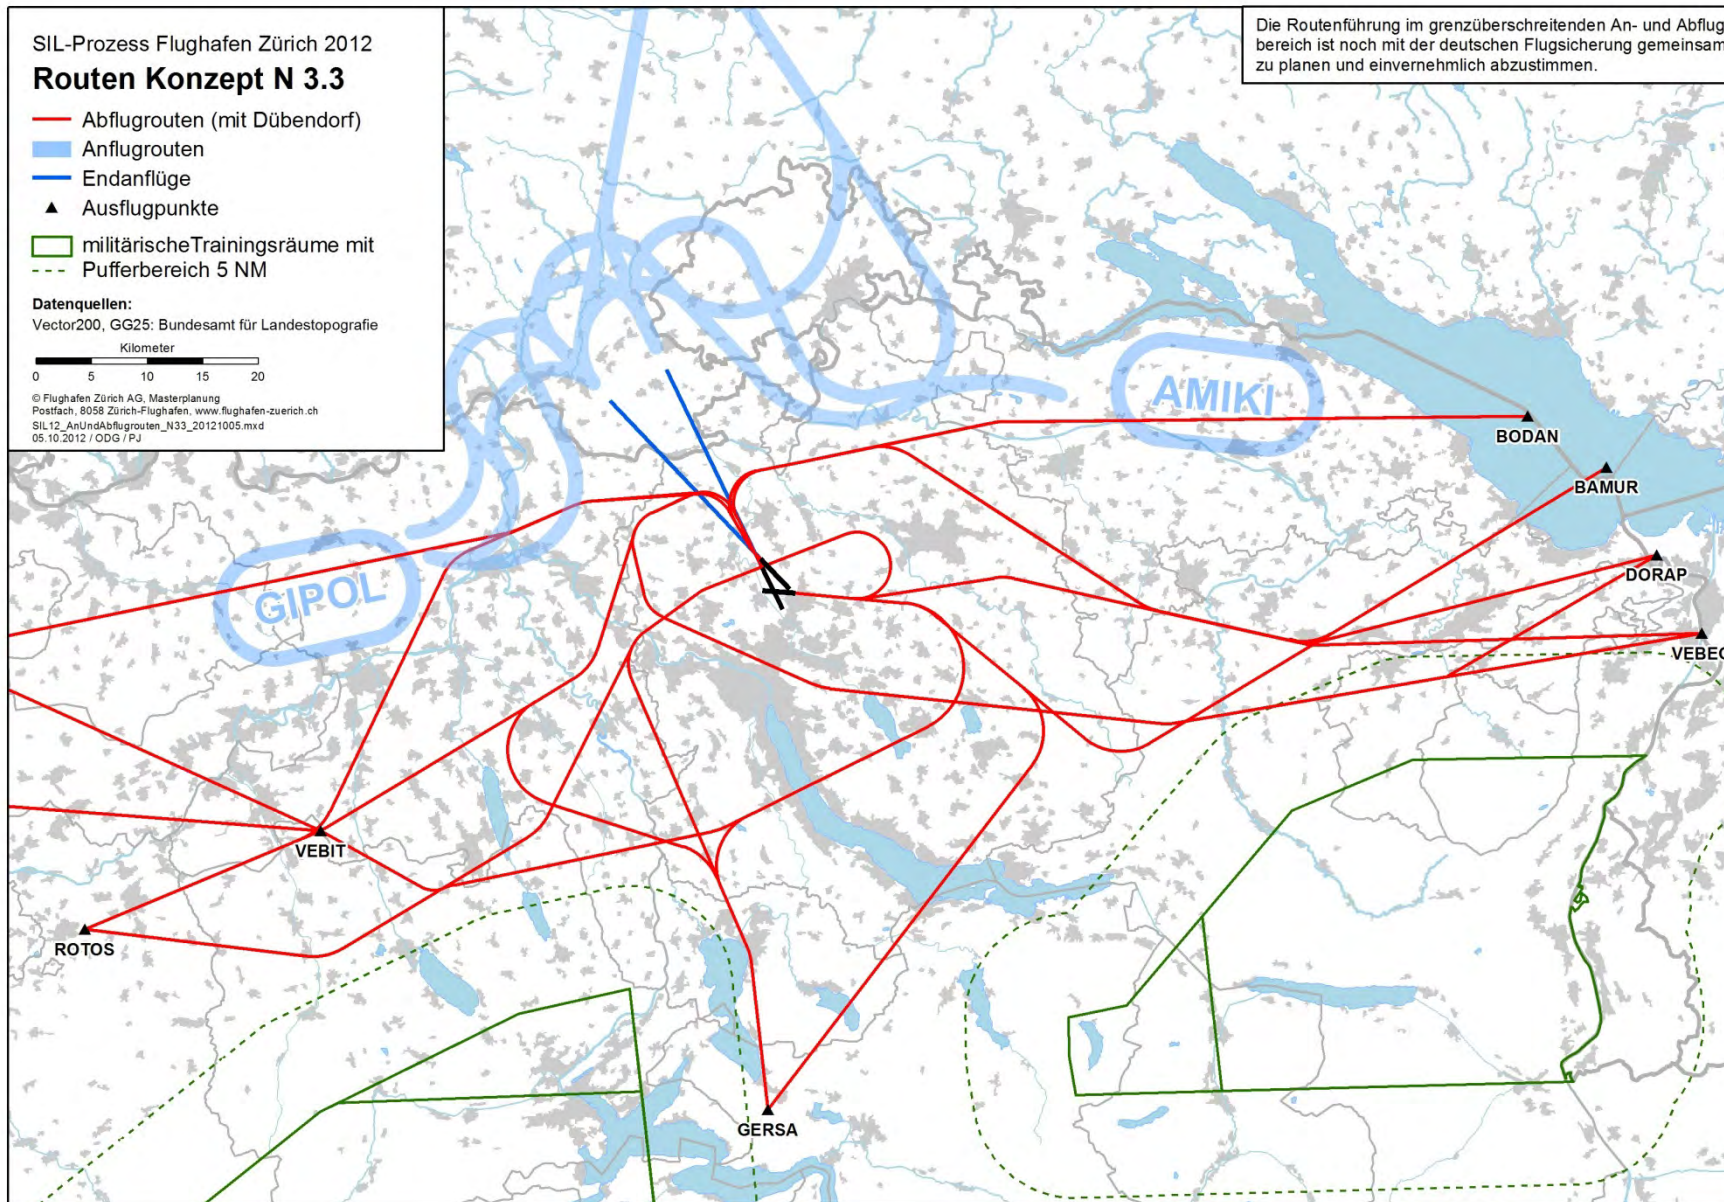 SIL-Prozess Flughafen Zürich 2012
Routen Konzept N 3.3
Abflugrouten (mit Dübendorf)
Anflugrouten
Endanflüge
Ausflugpunkte
militärischeTrainingsräume mit
Pufferbereich 5 NM
Datenquellen:
Vector200, GG25: Bundesamt für Landestopografie
Kilometer
0 5 10 15 20
© Flughafen Zürich AG, Masterplanung
Postfach, 8058 Zürich-Flughafen, www.flughafen-zuerich.ch
SIL12_AnUndAbflugrouten_N33_20121005.mxd
05.10.2012 / ODG / PJ
Die Routenführung im grenzüberschreitenden An- und Abflug
bereich ist noch mit der deutschen Flugsicherung gemeinsam
zu planen und einvernehmlich abzustimmen.
AMIKI
BODAN
BAMUR
DORAP
GIPOL
VEBEG
VEBIT
ROTOS
GERSA